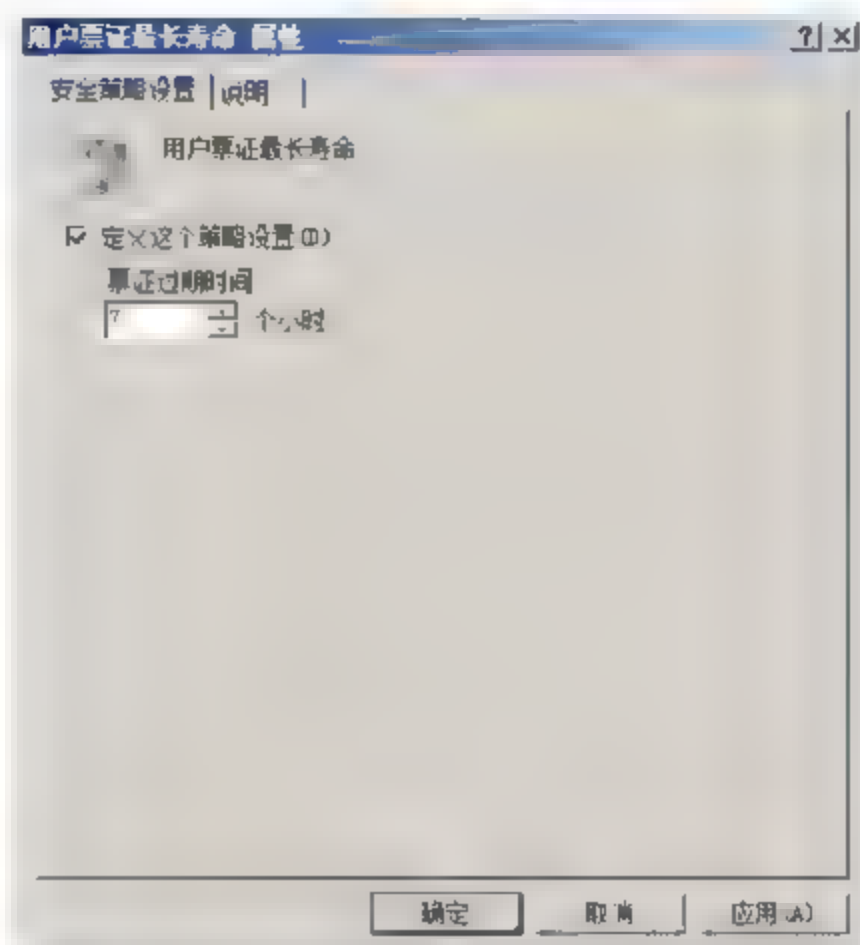 用户票证最长寿命 属性
安全策略设置 说明
用户票证最长寿命
定义这个策略设置(D)
票证过期时间
7 个小时
确定 取消 应用(A)